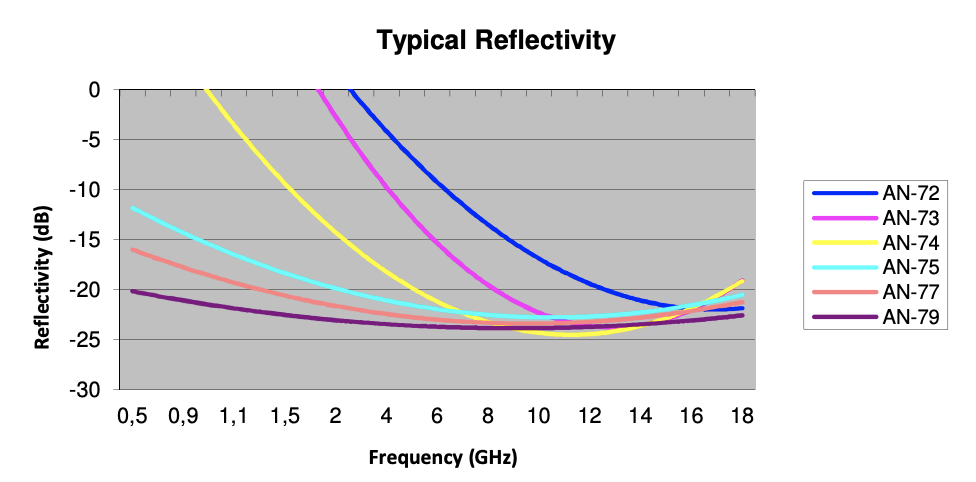 Typical Reflectivity
0
-5
-10
-15
-20
-25
-30
Reflectivity (dB)
0,5 0,9 1,1 1,5 2 4 6 8 10 12 14 16 18
Frequency (GHz)
AN-72
AN-73
AN-74
AN-75
AN-77
AN-79